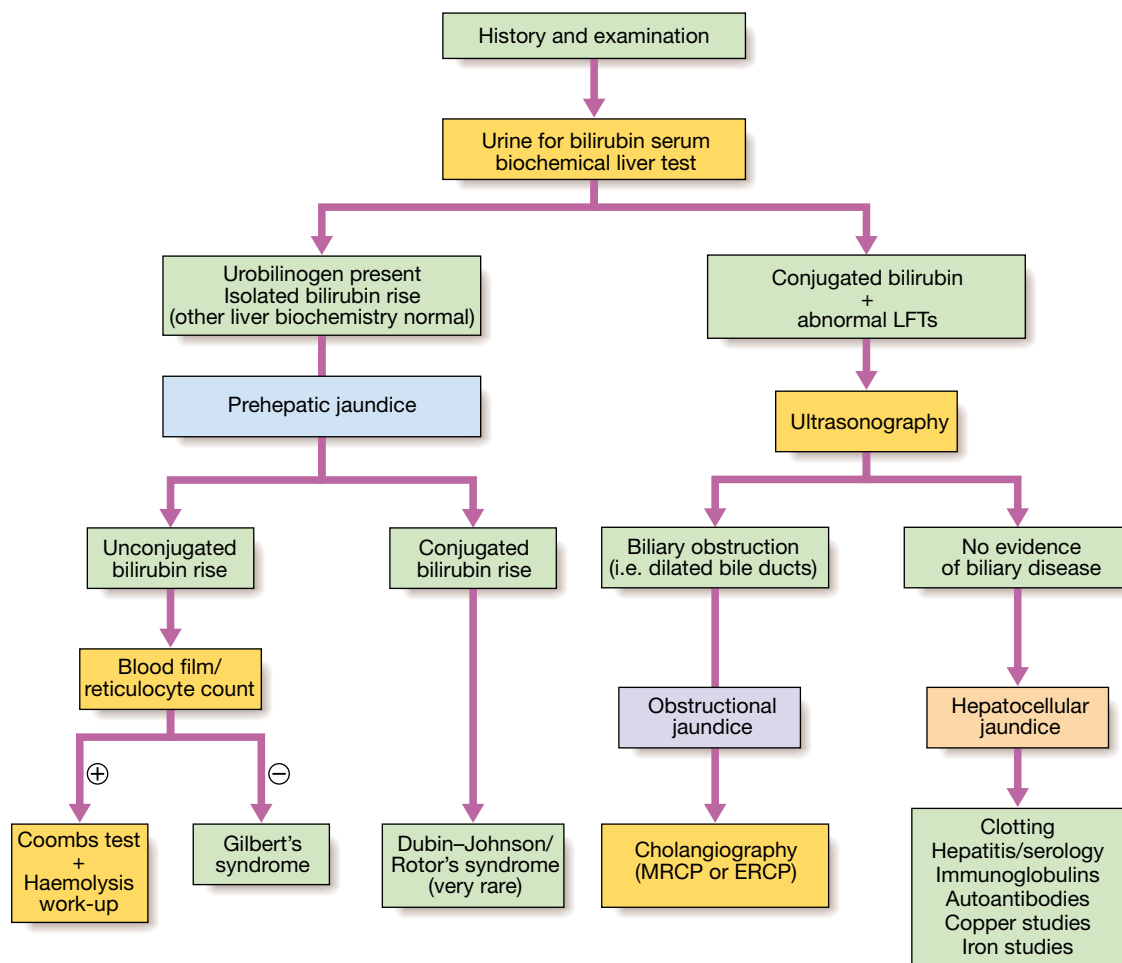 History and examination
Urine for bilirubin serum
biochemical liver test
Urobilinogen present
Isolated bilirubin rise
(other liver biochemistry normal)
Conjugated bilirubin
+
abnormal LFTs
Prehepatic jaundice
Ultrasonography
Unconjugated
bilirubin rise
Conjugated
bilirubin rise
Biliary obstruction
(i.e. dilated bile ducts)
No evidence
of biliary disease
Blood film/
reticulocyte count
Obstructional
jaundice
Hepatocellular
jaundice
+
−
Coombs test
+
Haemolysis
work-up
Gilbert's
syndrome
Dubin–Johnson/
Rotor's syndrome
(very rare)
Cholangiography
(MRCP or ERCP)
Clotting
Hepatitis/serology
Immunoglobulins
Autoantibodies
Copper studies
Iron studies